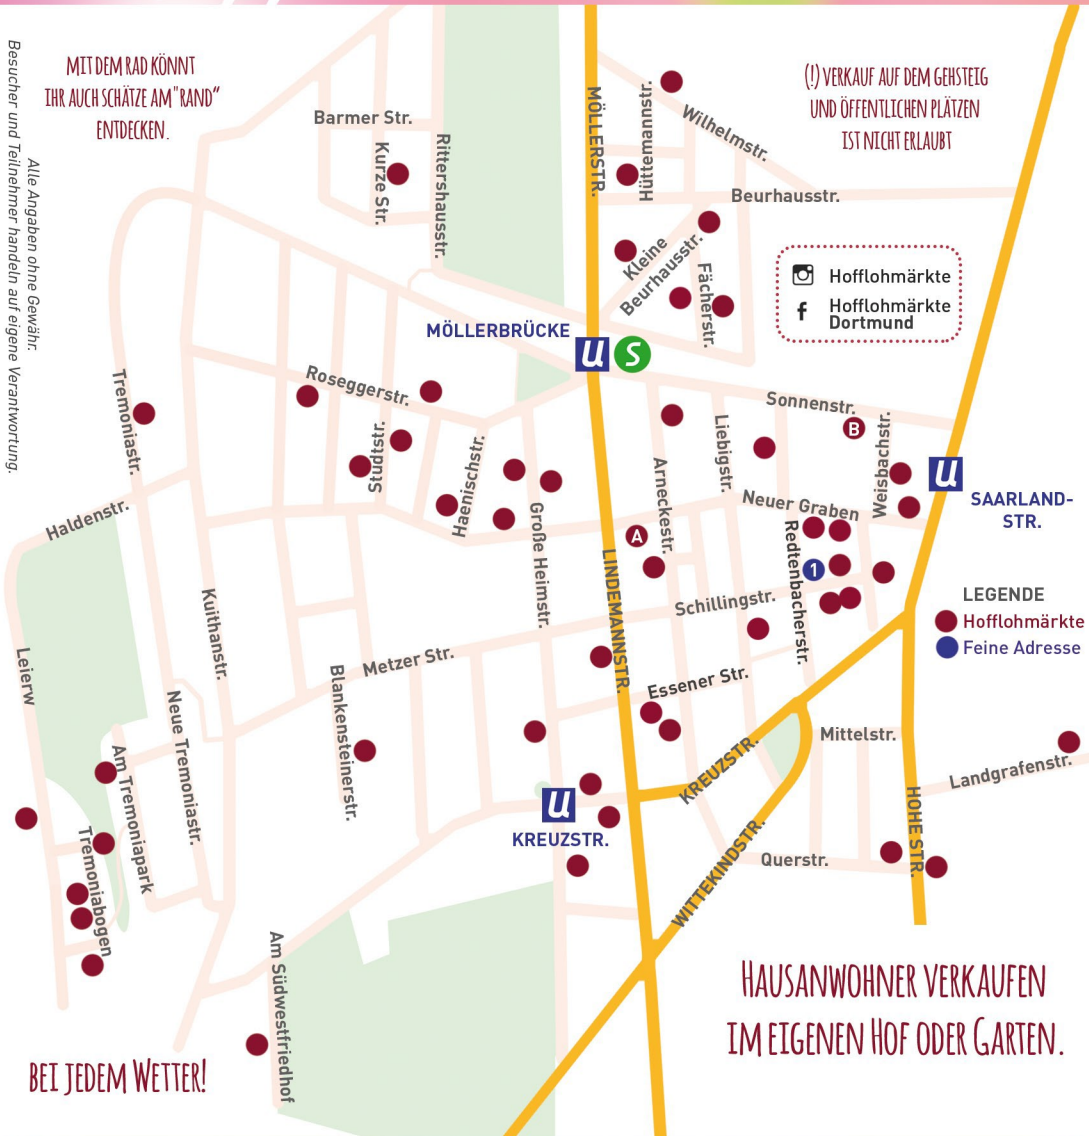 MIT DEM RAD KÖNNT
IHR AUCH SCHÄTZE AM "RAND"
ENTDECKEN.
(!) VERKAUF AUF DEM GEHSTEIG
UND ÖFFENTLICHEN PLÄTZEN
IST NICHT ERLAUBT
Besucher und Teilnehmer handeln auf eigene Verantwortung.
Alle Angaben ohne Gewähr.
Barmer Str.
Kurze Str.
Rittershausstr.
MÖLLERSTR.
Hüttemannstr.
Wilhelmstr.
Beurhausstr.
Kleine
Beurhausstr.
Fächerstr.
Hofflohmärkte
f
Hofflohmärkte
Dortmund
MÖLLERBRÜCKE
U
S
Tremoniastr.
Roseggerstr.
Studtstr.
Haenischstr.
Große Heimstr.
Sonnenstr.
B
Liebigstr.
Weisbachstr.
Arneckestr.
Neuer Graben
U
SAARLAND-
STR.
Haldenstr.
A
LINDEMANNSTR.
Redtenbacherstr.
1
Schillingstr.
LEGENDE
Hofflohmärkte
Feine Adresse
Kuithanstr.
Leierw
Metzer Str.
Blankensteinerstr.
Essener Str.
Neue Tremoniastr.
Am Tremoniapark
Tremoniabogen
KREUZSTR.
Mittelstr.
Landgrafenstr.
U
KREUZSTR.
HOHE STR.
WITTEKINDSTR.
Querstr.
Am Südwestfriedhof
HAUSANWOHNER VERKAUFEN
IM EIGENEN HOF ODER GARTEN.
BEI JEDEM WETTER!